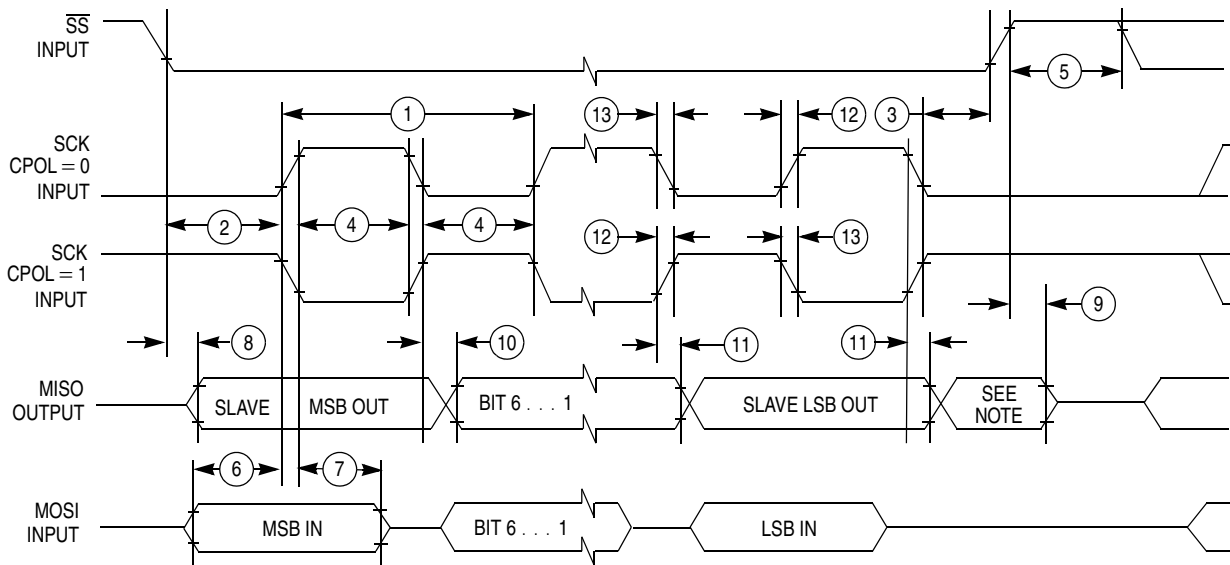 SS
INPUT
5
1
13
12
3
SCK
CPOL = 0
INPUT
2
4
4
12
13
SCK
CPOL = 1
INPUT
8
10
11
11
9
MISO
OUTPUT
SLAVE
MSB OUT
BIT 6 . . . 1
SLAVE LSB OUT
SEE
NOTE
6
7
MOSI
INPUT
MSB IN
BIT 6 . . . 1
LSB IN